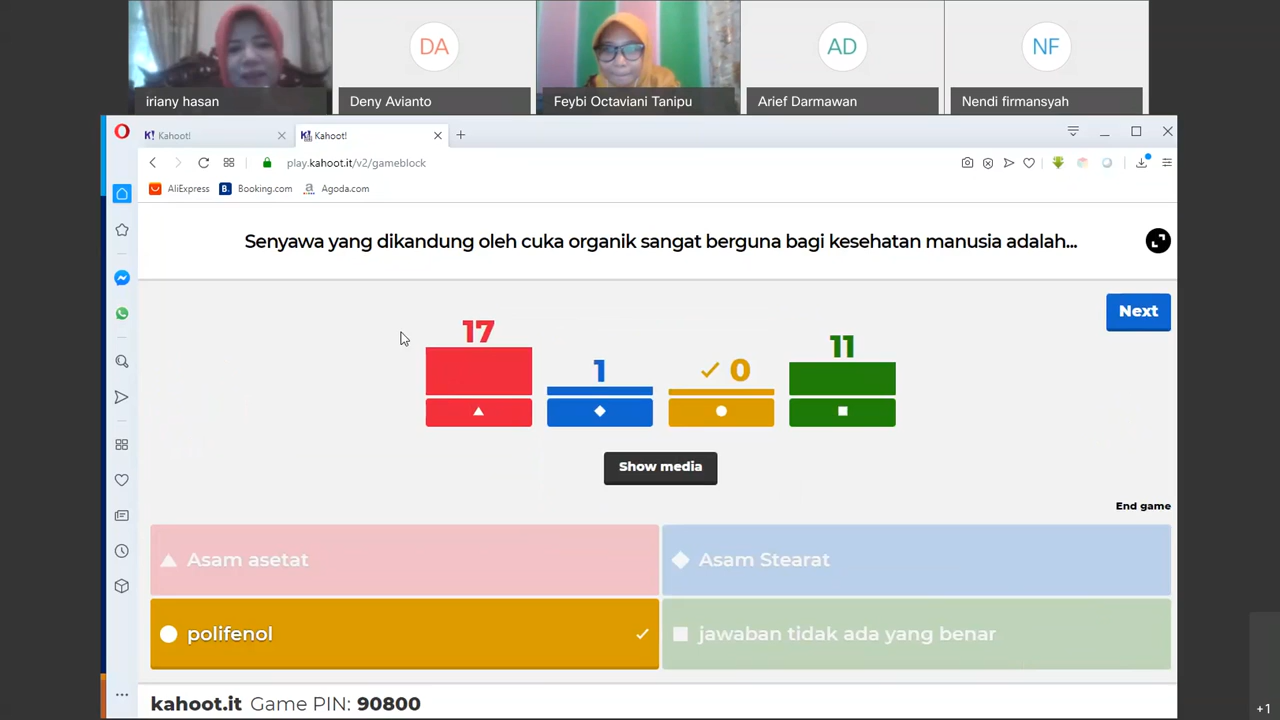 DA
AD
NF
iriany hasan
Deny Avianto
Feybi Octaviani Tanipu
Arief Darmawan
Nendi firmansyah
K! Kahoot!
K! Kahoot!
play.kahoot.it/v2/gameblock
AliExpress
B. Booking.com
a Agoda.com
Senyawa yang dikandung oleh cuka organik sangat berguna bagi kesehatan manusia adalah...
Next
17
1
0
11
Show media
End game
Asam asetat
Asam Stearat
polifenol
jawaban tidak ada yang benar
kahoot.it Game PIN: 90800
+1